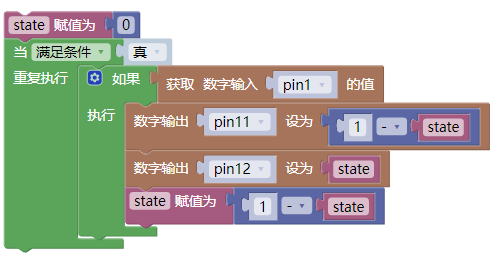 state 赋值为 0
当 满足条件 真
重复执行 如果 获取 数字输入 pin1 的值
执行 数字输出 pin11 设为 1 - state
数字输出 pin12 设为 state
state 赋值为 1 - state